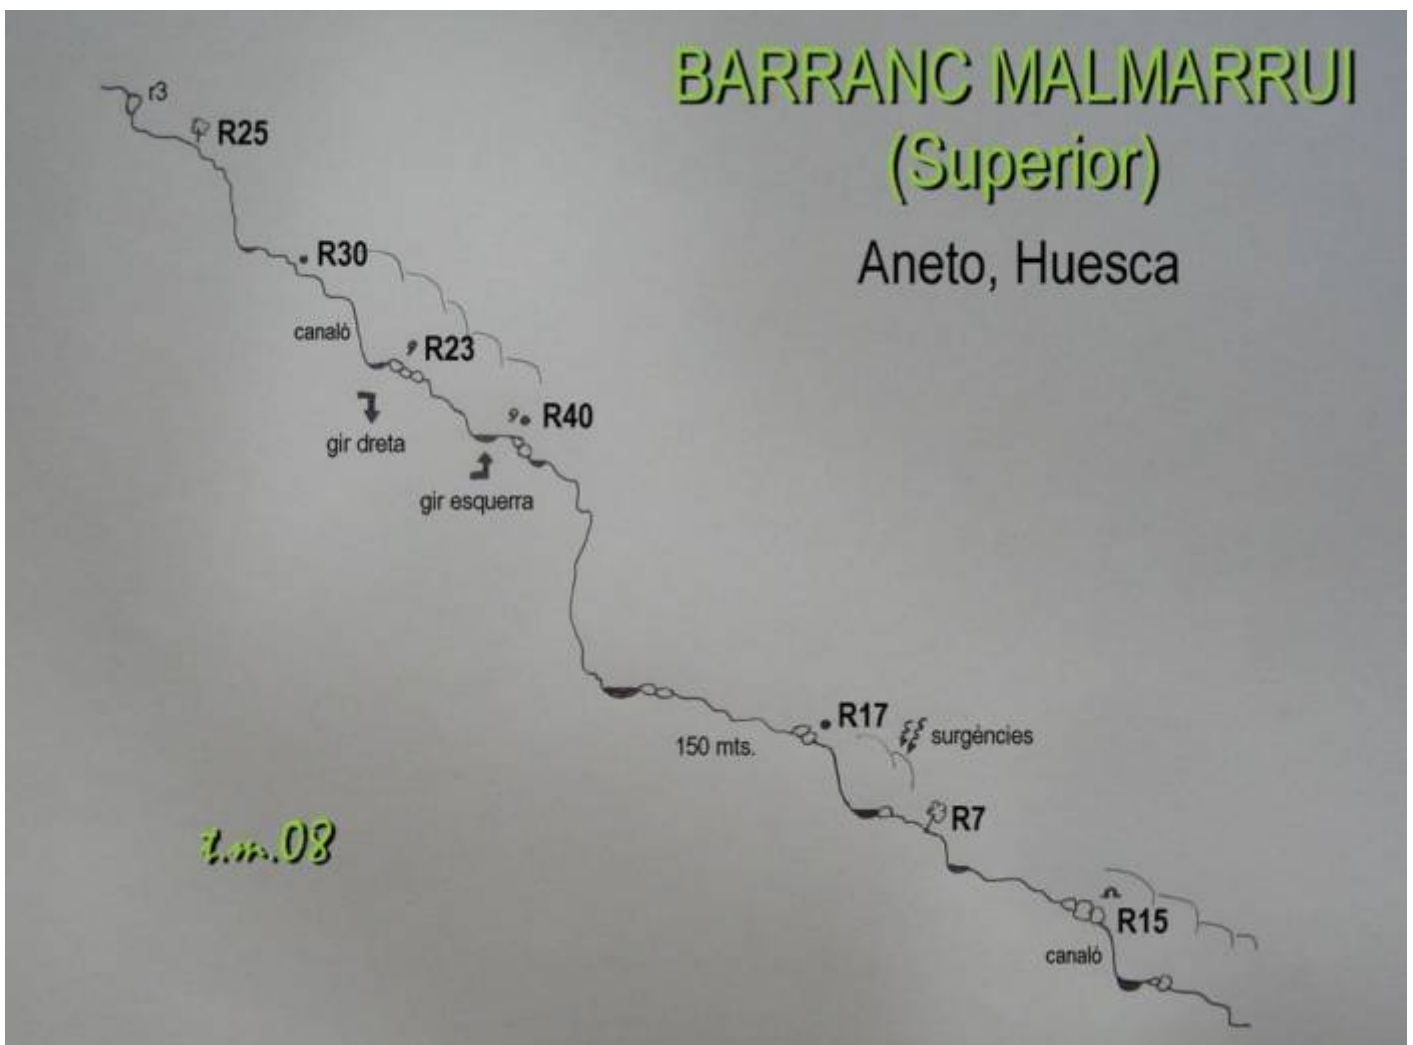 BARRANC MALMARRUI
(Superior)
Aneto, Huesca
r3
R25
R30
canaló
R23
gir dreta
R40
gir esquerra
R17
150 mts.
surgéncies
R7
R15
canaló
z.m.08